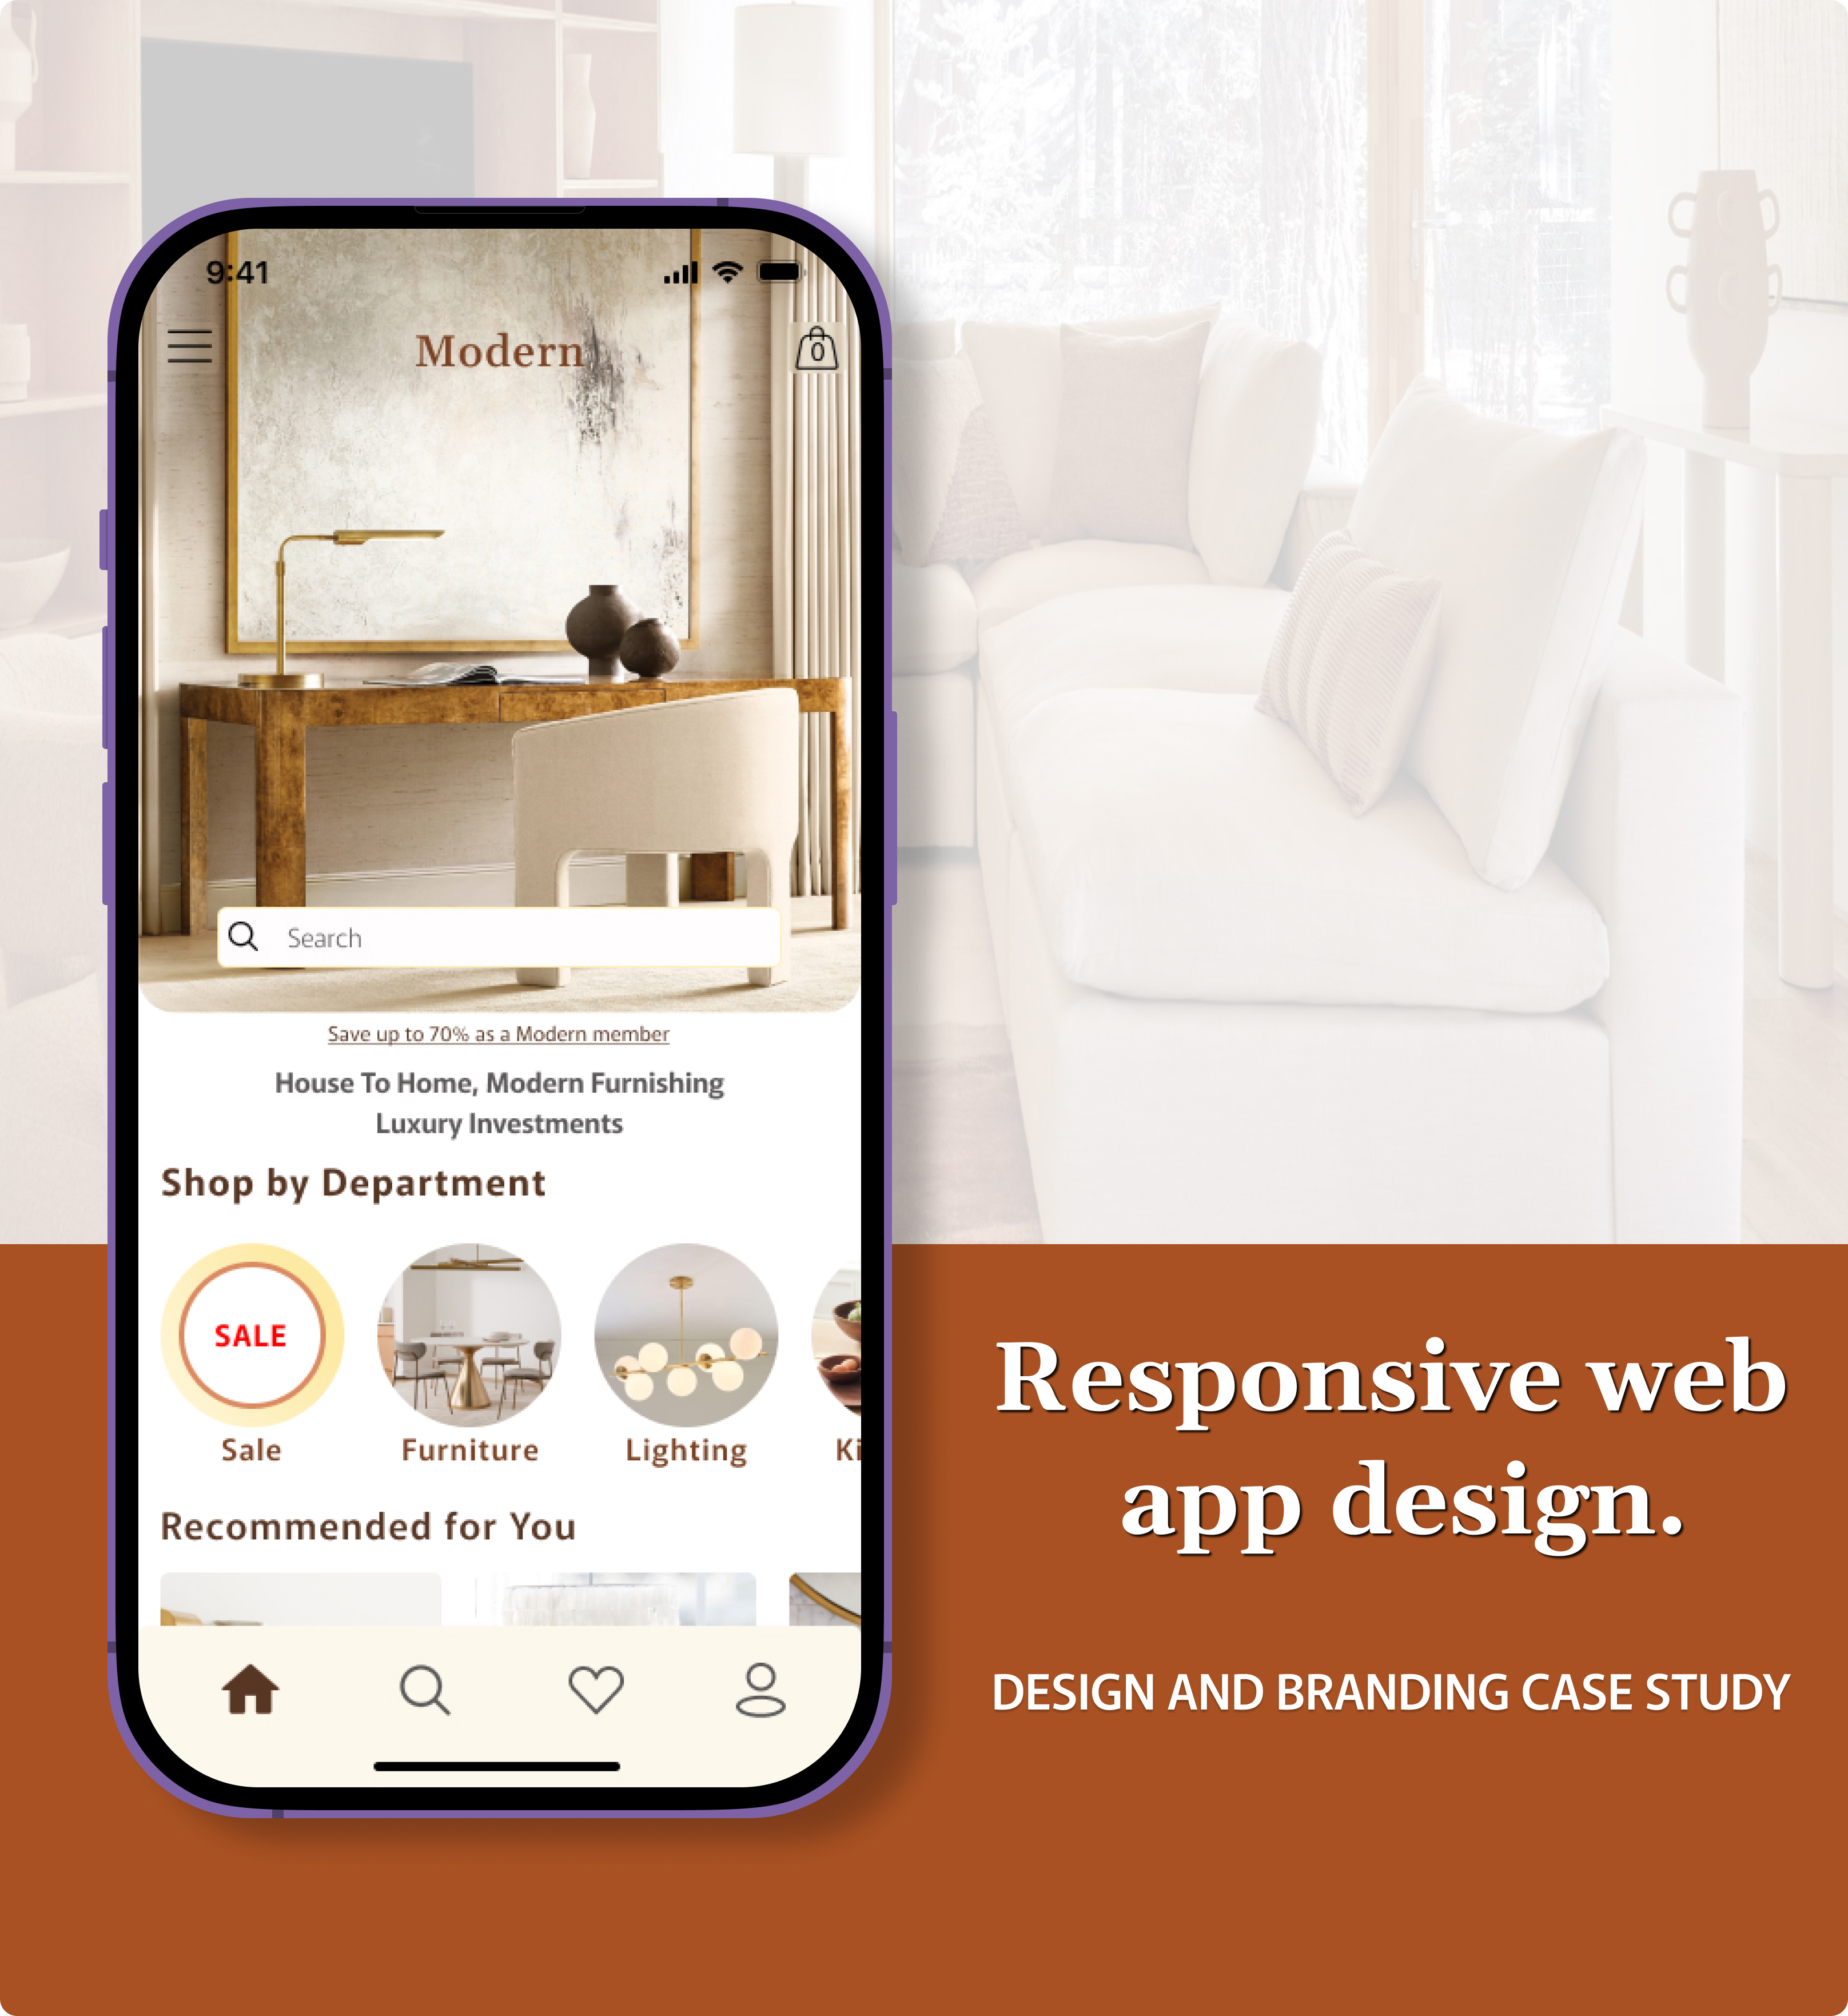 9:41
Modern
0
Search
Save up to 70% as a Modern member
House To Home, Modern Furnishing
Luxury Investments
Shop by Department
SALE
Sale
Furniture
Lighting
Ki
Recommended for You
Responsive web
app design.
DESIGN AND BRANDING CASE STUDY